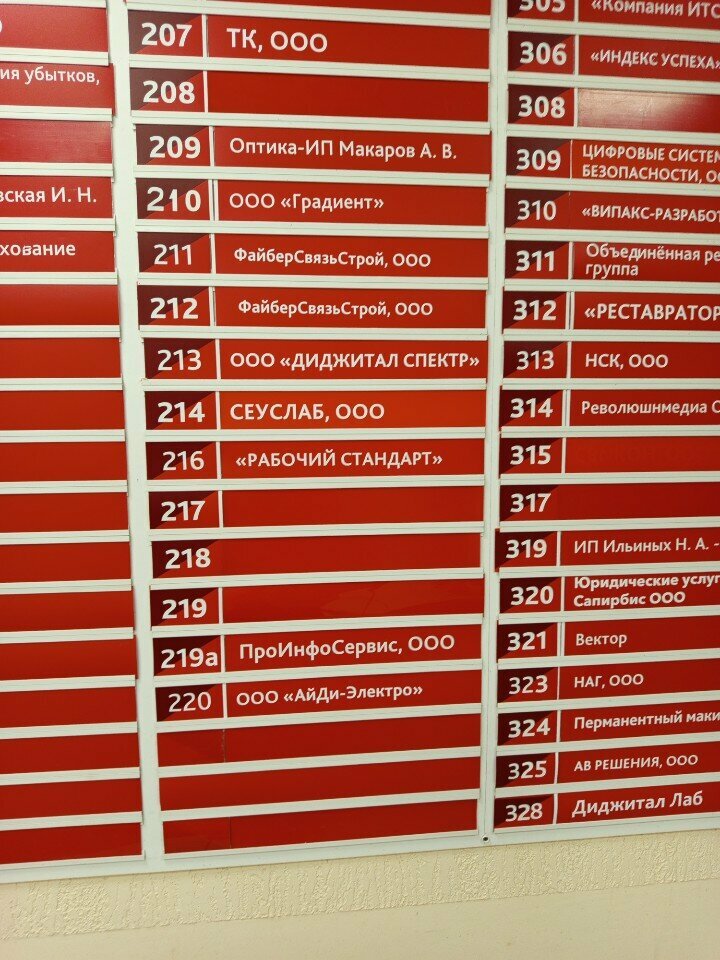 ия убытков,
вская И. Н.
хование
207 ТК, ООО
208
209 Оптика-ИП Макаров А. В.
210 ООО «Градиент»
211 ФайберСвязьСтрой, ООО
212 ФайберСвязьСтрой, ООО
213 ООО «ДИДЖИТАЛ СПЕКТР»
214 СЕУСЛАБ, ООО
216 «РАБОЧИЙ СТАНДАРТ»
217
218
219
219а ПроИнфоСервис, ООО
220 ООО «АйДи-Электро»
305 «Компания ИТС
306 «ИНДЕКС УСПЕХА»
308
309 ЦИФРОВЫЕ СИСТЕМ
БЕЗОПАСНОСТИ, ОО
310 «ВИПАКС-РАЗРАБОТ
311 Объединённая ре
группа
312 «РЕСТАВРАТОР
313 НСК, ООО
314 Революшнмедиа О
315
317
319 ИП Ильиных Н. А. -
320 Юридические услуг
Сапирбис ООО
321 Вектор
323 НАГ, ООО
324 Перманентный маки
325 АВ РЕШЕНИЯ, ООО
328 Диджитал Лаб